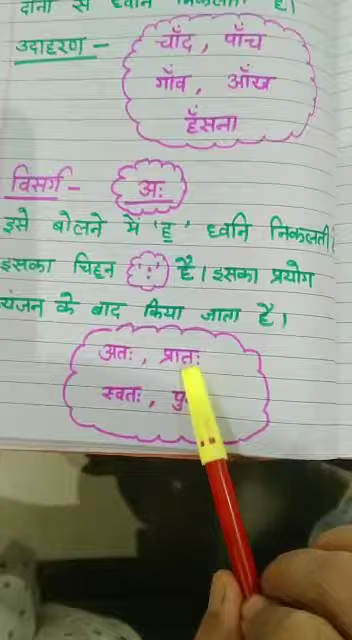 दोनों से ध्वनि निकलती है।
उदाहरण - चाँद , पाँच
गाँव , आँख
हँसना
विसर्ग - अः
इसे बोलने में 'ह्' ध्वनि निकलती
इसका चिह्न 'ः' है। इसका प्रयोग
व्यंजन के बाद किया जाता है।
अतः , प्रातः
स्वतः ,